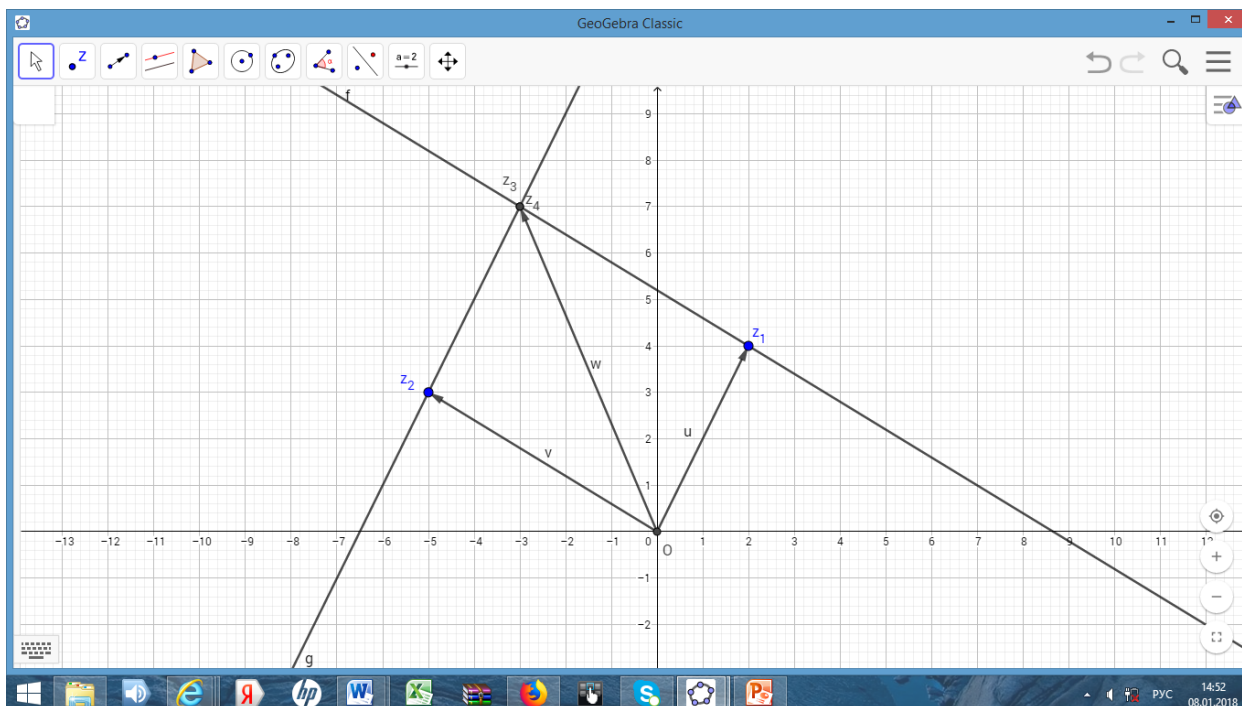 GeoGebra Classic
z
a = 2
f
9
8
z3
z4
7
6
5
z1
4
w
z2
3
u
2
v
1
−13 −12 −11 −10 −9 −8 −7 −6 −5 −4 −3 −2 −1 0 1 2 3 4 5 6 7 8 9 10 11 12
O
−1
−2
g
Я hp W X S P РУС 14:52
08.01.2018